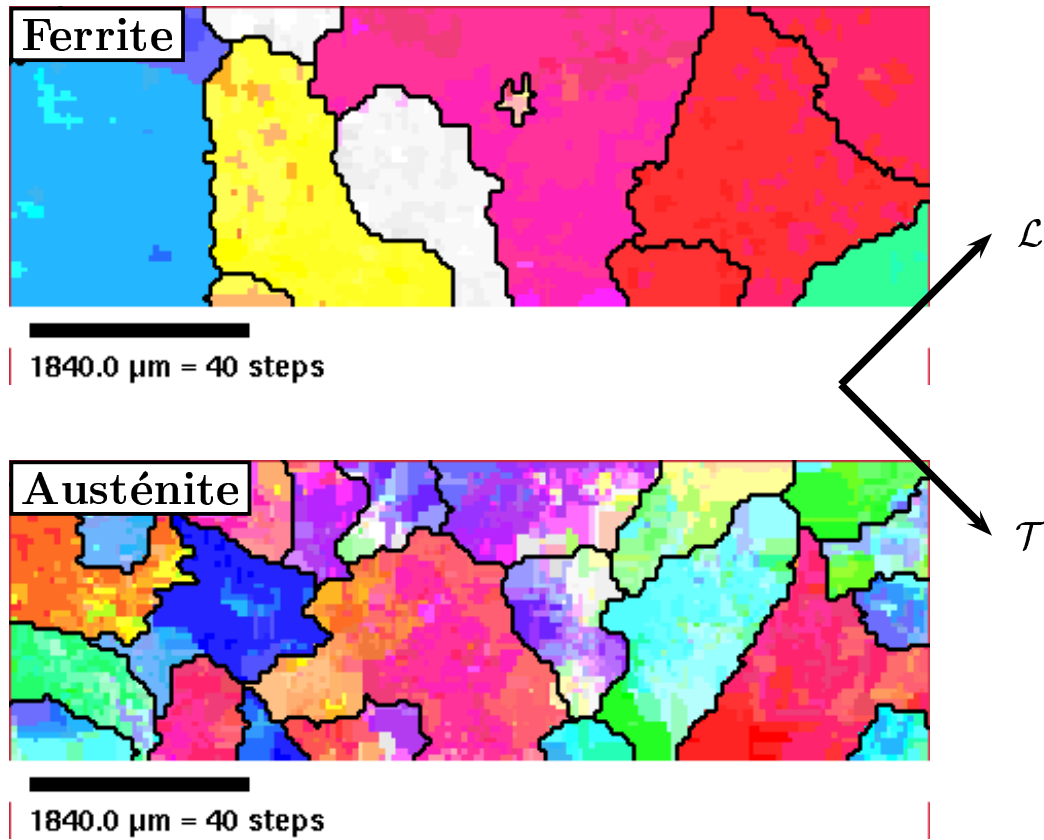 Ferrite
1840.0 µm = 40 steps
ℒ
Austénite
𝒯
1840.0 µm = 40 steps